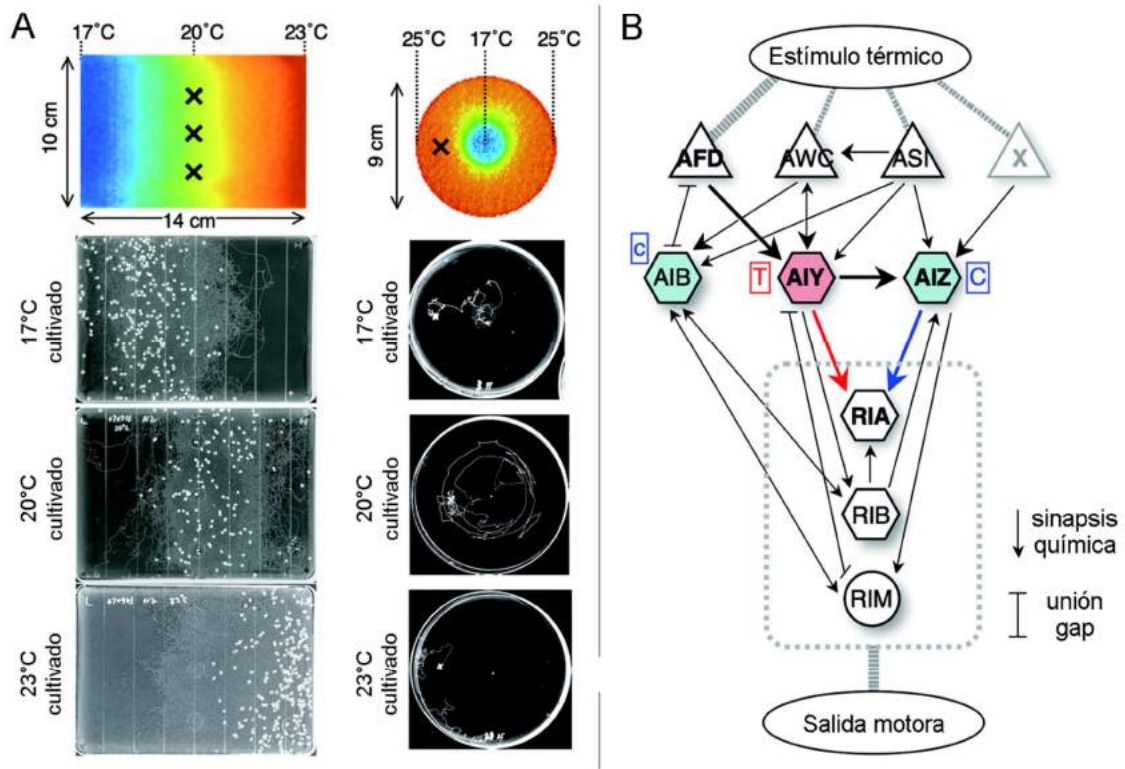 A
17°C 20°C 23°C
10 cm
14 cm
25°C 17°C 25°C
9 cm
17°C
cultivado
20°C
cultivado
23°C
cultivado
17°C
cultivado
20°C
cultivado
23°C
cultivado
B
Estímulo térmico
AFD AWC ASI X
c AIB T AIY AIZ C
RIA
RIB
RIM
sinapsis
química
unión
gap
Salida motora